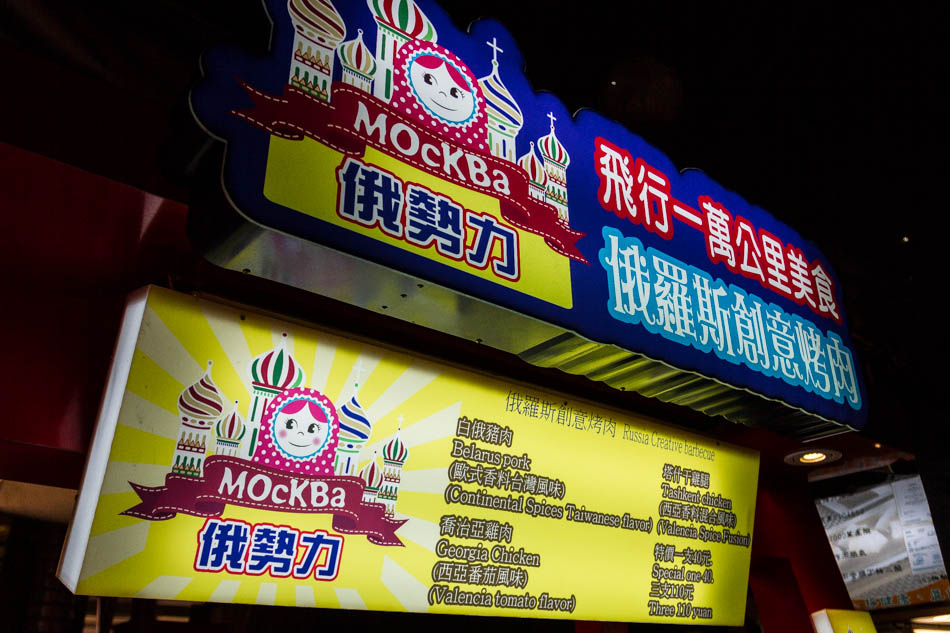 MOcKBa
俄勢力
飛行一萬公里美食
俄羅斯創意烤肉
MOcKBa
俄勢力
俄羅斯創意烤肉 Russia Creative barbecue
白俄豬肉
Belarus pork
(歐式香料台灣風味)
(Continental Spices Taiwanese flavor)
喬治亞雞肉
Georgia Chicken
(西亞番茄風味)
(Valencia tomato flavor)
塔什干雞腿
Tashkent chicken
(西亞香料混合風味)
(Valencia Spice Fusion)
特價一支40元
Special one 40.
三支110元
Three 110 yuan